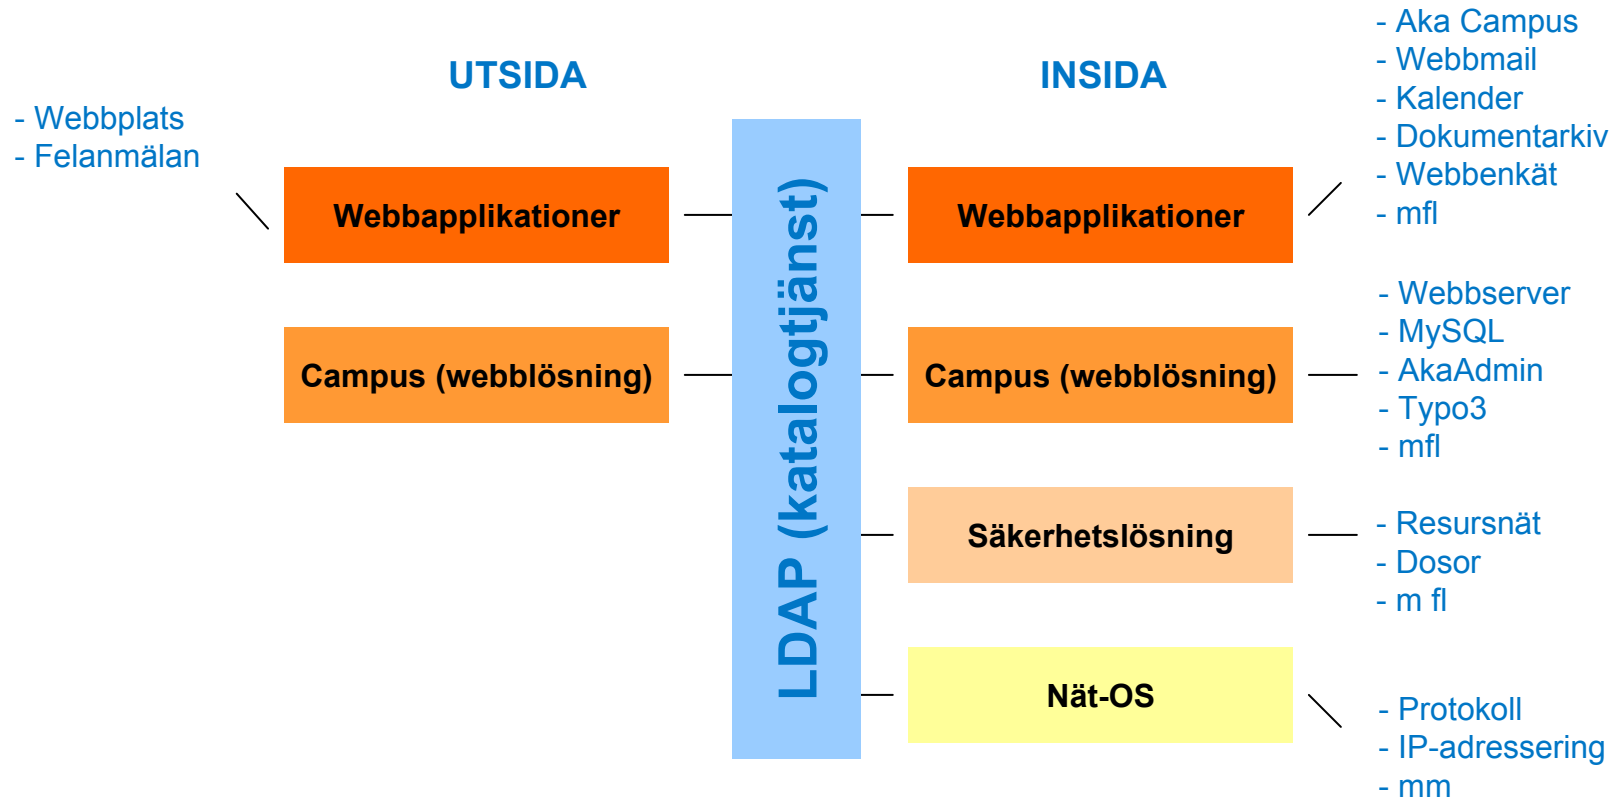 UTSIDA
- Webbplats
- Felanmälan
Webbapplikationer
Campus (webblösning)
LDAP (katalogtjänst)
INSIDA
Webbapplikationer
- Aka Campus
- Webbmail
- Kalender
- Dokumentarkiv
- Webbenkät
- mfl
Campus (webblösning)
- Webbserver
- MySQL
- AkaAdmin
- Typo3
- mfl
Säkerhetslösning
- Resursnät
- Dosor
- m fl
Nät-OS
- Protokoll
- IP-adressering
- mm